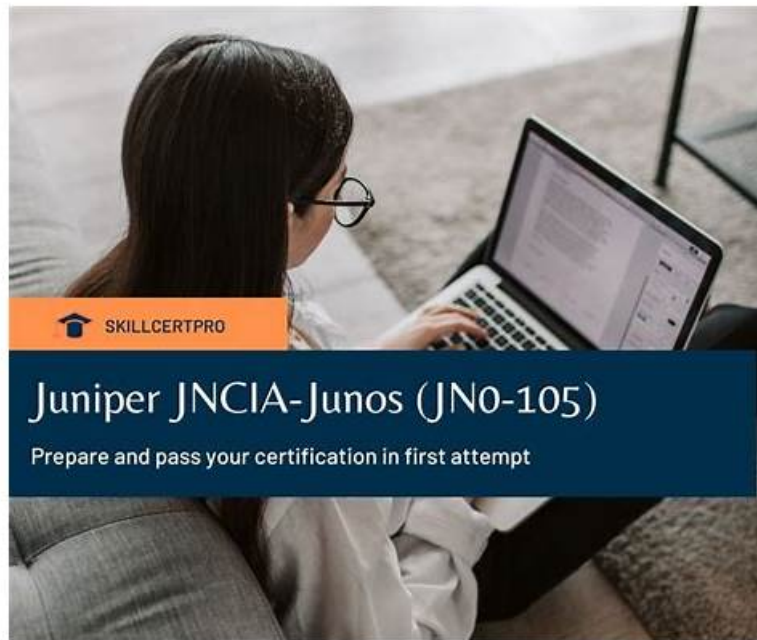 SKILLCERTPRO
Juniper JNCIA-Junos (JN0-105)
Prepare and pass your certification in first attempt